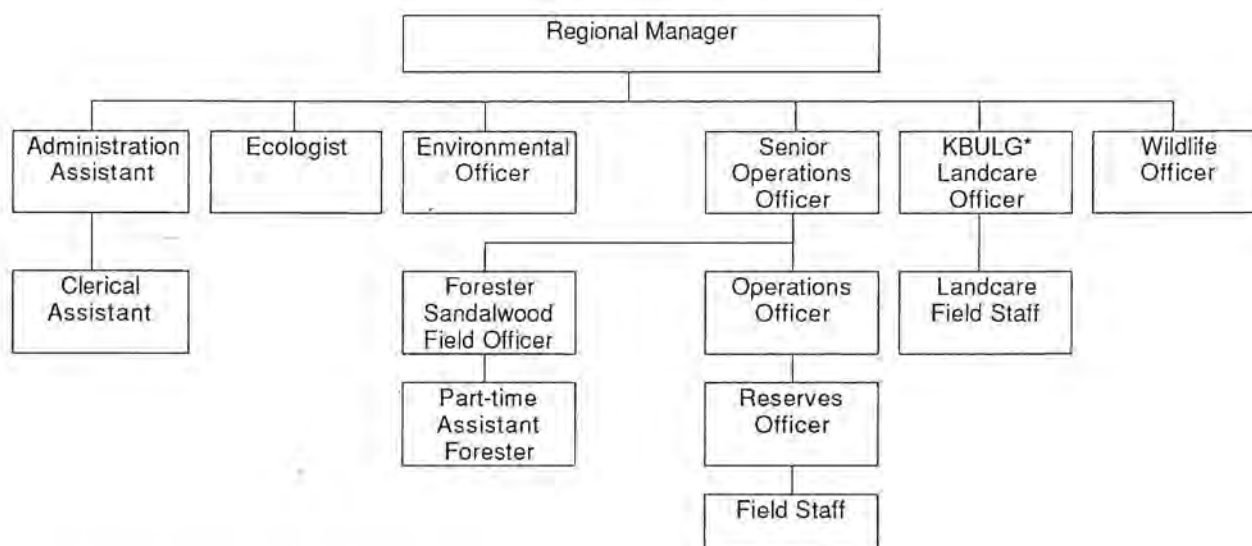 Regional Manager
Administration
Assistant
Ecologist
Environmental
Officer
Senior
Operations
Officer
KBULG*
Landcare
Officer
Wildlife
Officer
Clerical
Assistant
Forester
Sandalwood
Field Officer
Operations
Officer
Landcare
Field Staff
Part-time
Assistant
Forester
Reserves
Officer
Field Staff